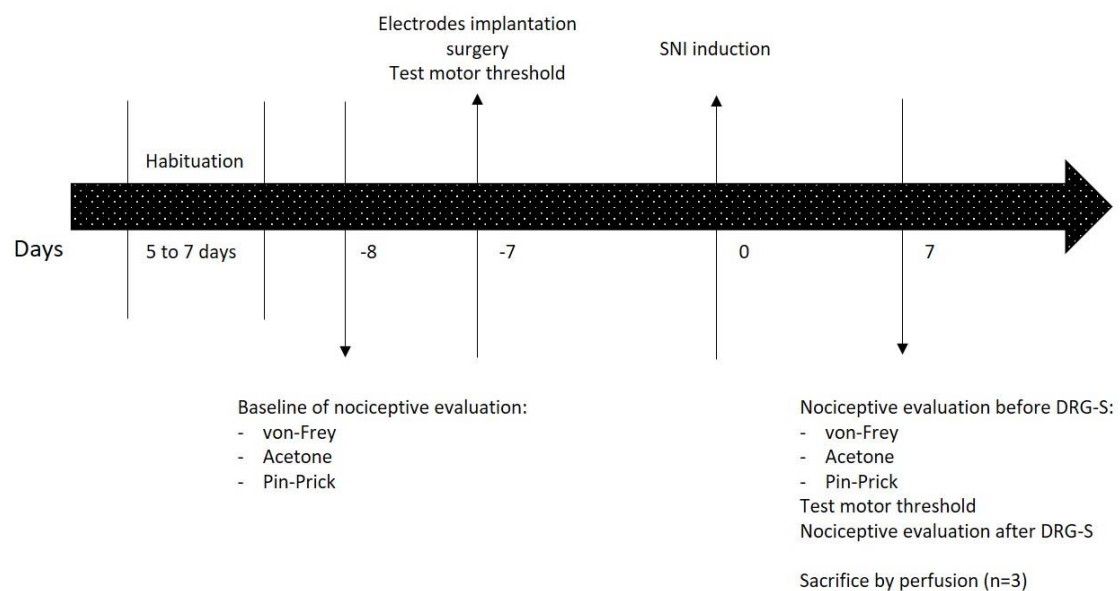 Electrodes implantation
surgery
Test motor threshold
SNI induction
Habituation
Days
5 to 7 days
-8
-7
0
7
Baseline of nociceptive evaluation:
- von-Frey
- Acetone
- Pin-Prick
Nociceptive evaluation before DRG-S:
- von-Frey
- Acetone
- Pin-Prick
Test motor threshold
Nociceptive evaluation after DRG-S
Sacrifice by perfusion (n=3)